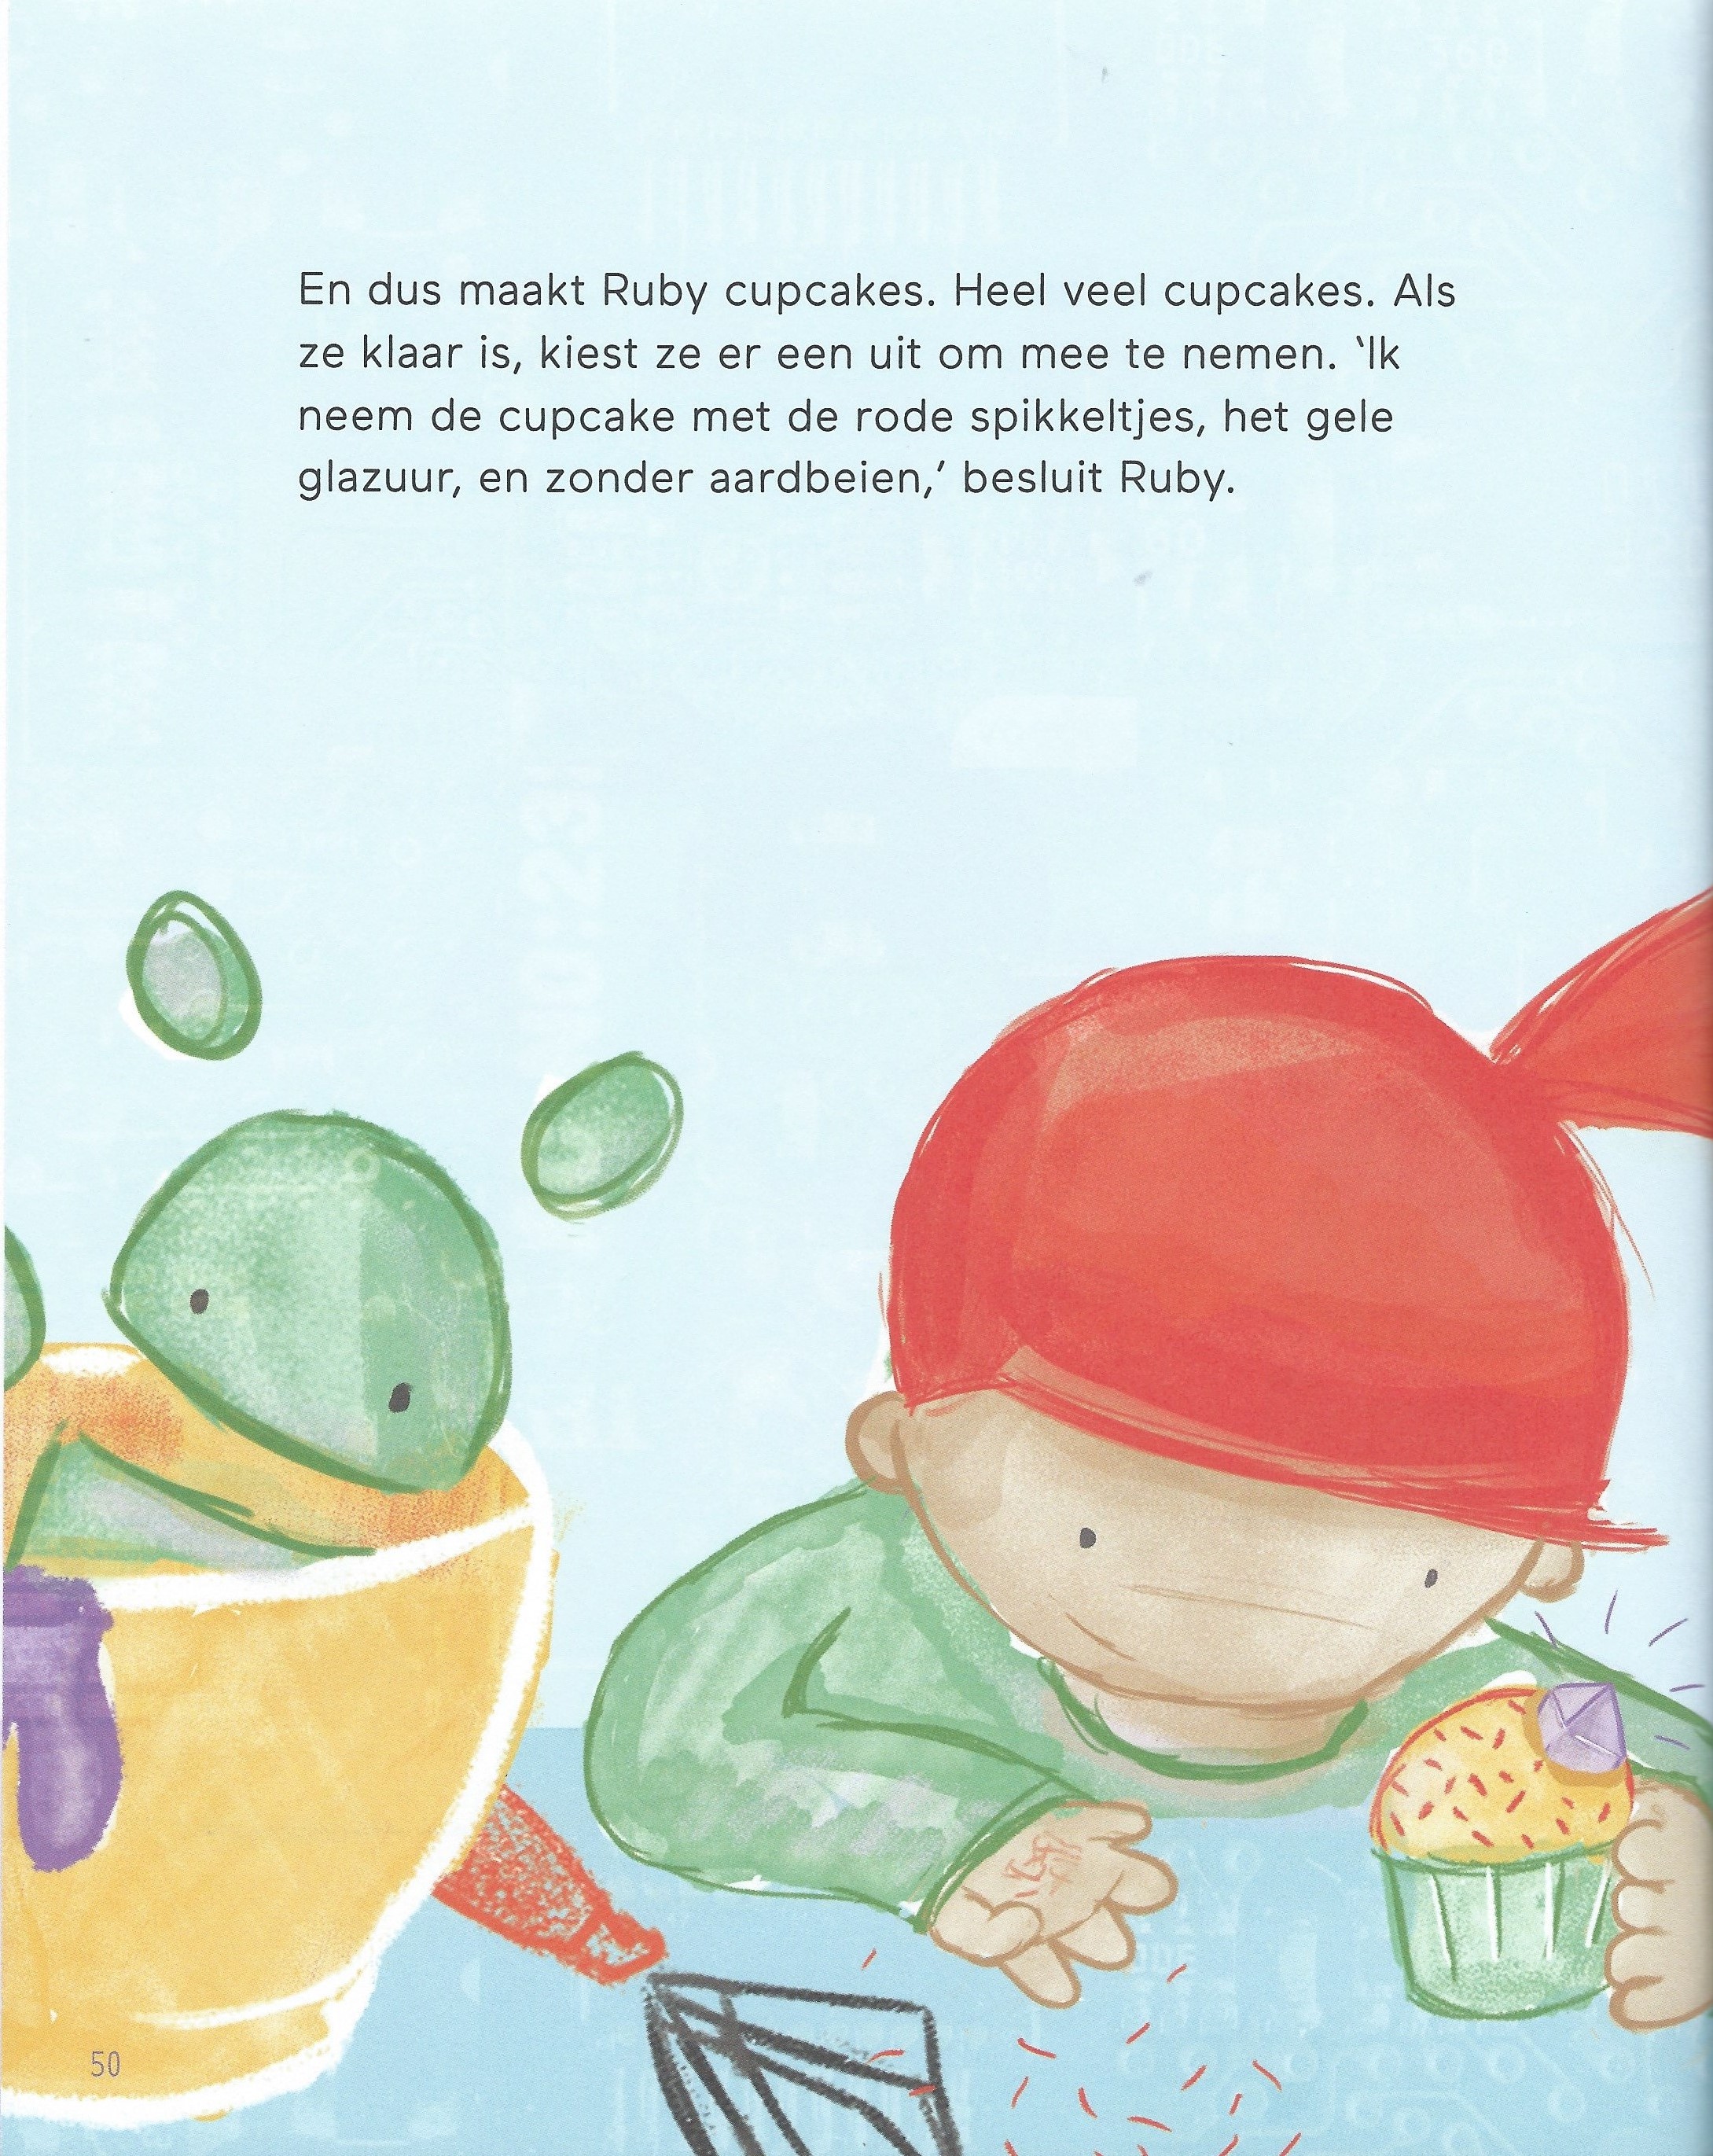 En dus maakt Ruby cupcakes. Heel veel cupcakes. Als
ze klaar is, kiest ze er een uit om mee te nemen. ‘Ik
neem de cupcake met de rode spikkeltjes, het gele
glazuur, en zonder aardbeien,’ besluit Ruby.
50